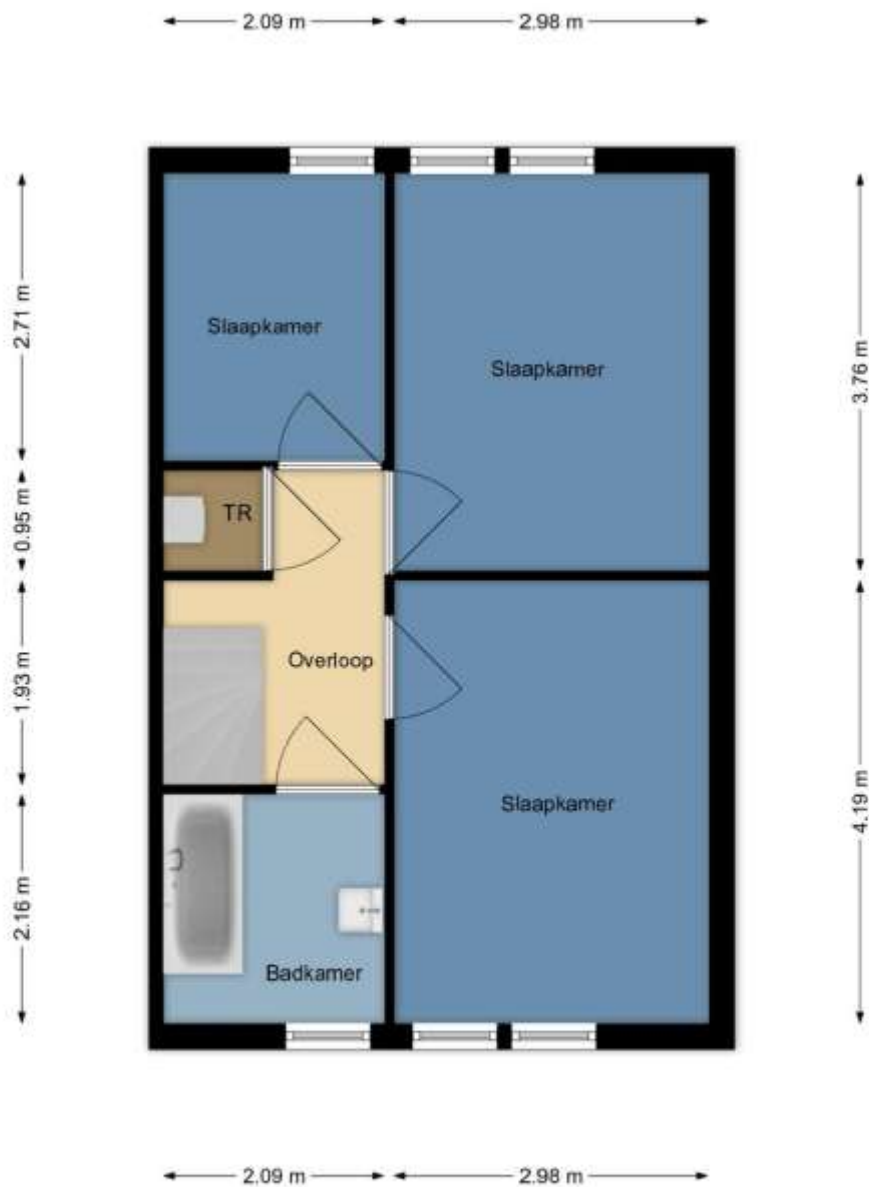 2.09 m
2.98 m
2.71 m
3.76 m
Slaapkamer
Slaapkamer
0.95 m
TR
1.93 m
Overloop
4.19 m
Slaapkamer
2.16 m
Badkamer
2.09 m
2.98 m